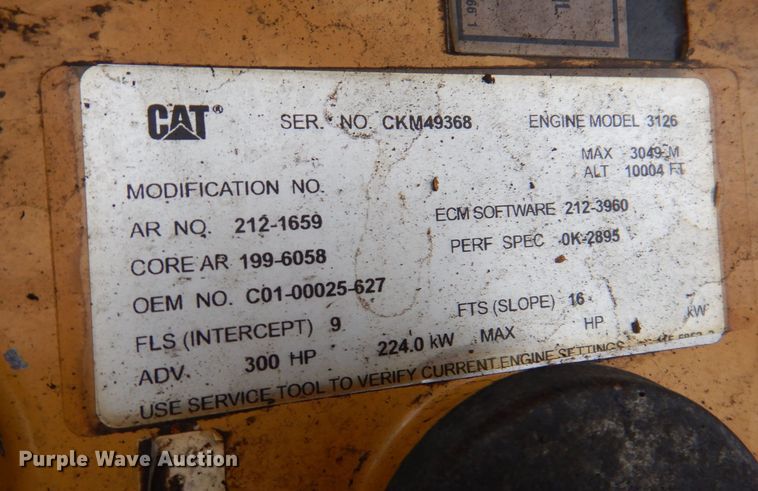 CAT®
SER. NO CKM49368 ENGINE MODEL 3126
MAX 3049 M
ALT 10004 FT
MODIFICATION NO.
AR NO. 212-1659 ECM SOFTWARE 212-3960
CORE AR 199-6058 PERF SPEC 0K-2895
OEM NO. C01-00025-627
FLS (INTERCEPT) 9 FTS (SLOPE) 16
ADV. 300 HP 224.0 kW MAX HP kW
USE SERVICE TOOL TO VERIFY CURRENT ENGINE SETTINGS
Purple Wave Auction